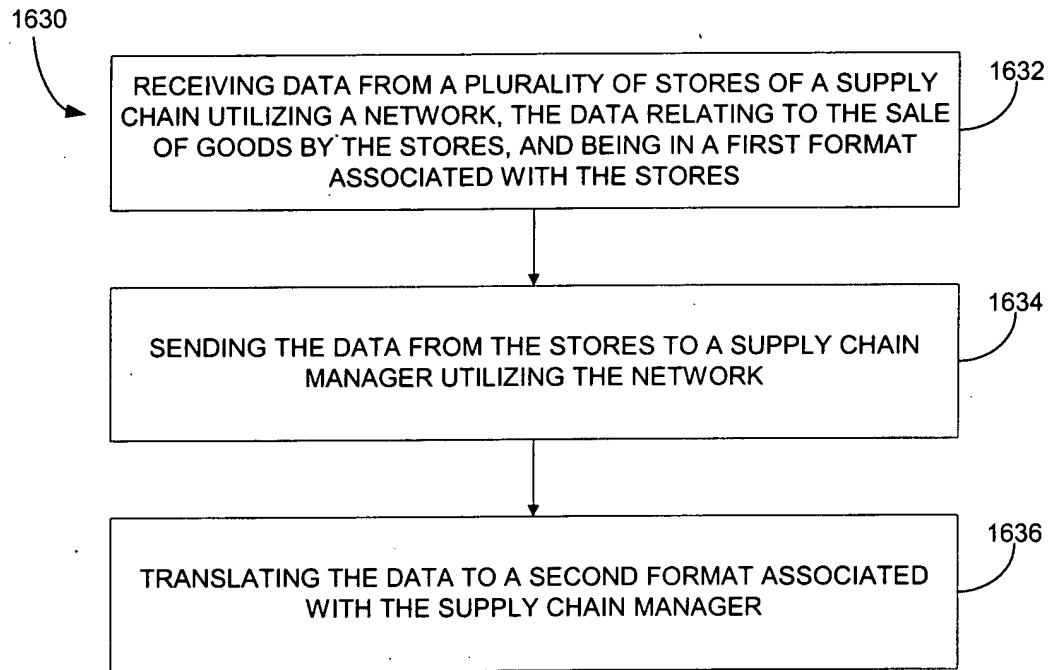 1630
RECEIVING DATA FROM A PLURALITY OF STORES OF A SUPPLY
CHAIN UTILIZING A NETWORK, THE DATA RELATING TO THE SALE
OF GOODS BY THE STORES, AND BEING IN A FIRST FORMAT
ASSOCIATED WITH THE STORES
1632
SENDING THE DATA FROM THE STORES TO A SUPPLY CHAIN
MANAGER UTILIZING THE NETWORK
1634
TRANSLATING THE DATA TO A SECOND FORMAT ASSOCIATED
WITH THE SUPPLY CHAIN MANAGER
1636